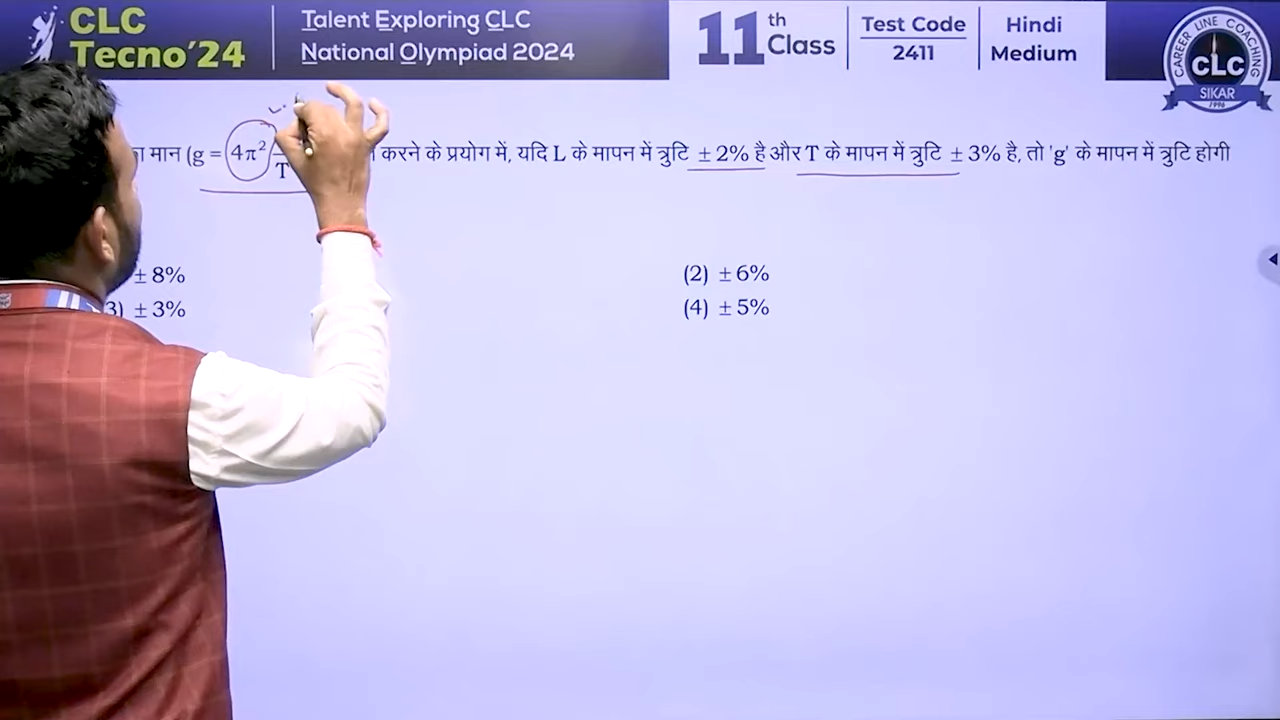 CLC
Tecno'24
Talent Exploring CLC
National Olympiad 2024
11th Class
Test Code
2411
Hindi
Medium
CAREER LINE COACHING
CLC
SIKAR
1996
मान (g = 4π² T करने के प्रयोग में, यदि L के मापन में त्रुटि ± 2% है और T के मापन में त्रुटि ± 3% है, तो 'g' के मापन में त्रुटि होगी
± 8%
(2) ± 6%
3) ± 3%
(4) ± 5%